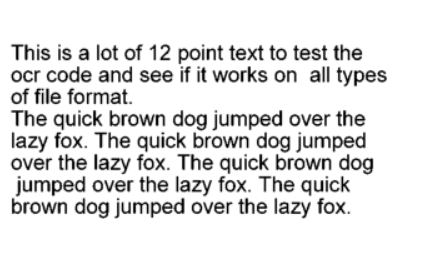 This is a lot of 12 point text to test the
ocr code and see if it works on  all types
of file format.
The quick brown dog jumped over the
lazy fox. The quick brown dog jumped
over the lazy fox. The quick brown dog
 jumped over the lazy fox. The quick
brown dog jumped over the lazy fox.